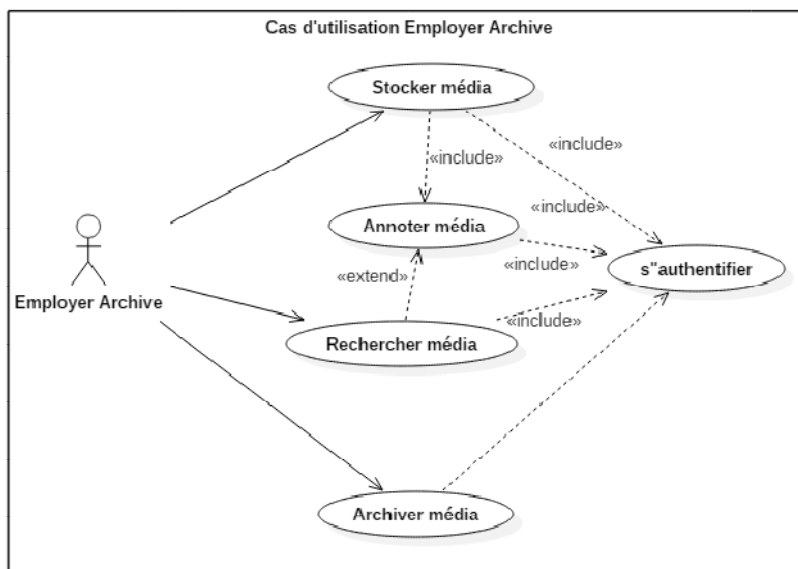 Cas d'utilisation Employer Archive
Stocker média
«include»
«include»
Annoter média
«include»
«include»
s"authentifier
«extend»
Employer Archive
«include»
Rechercher média
Archiver média